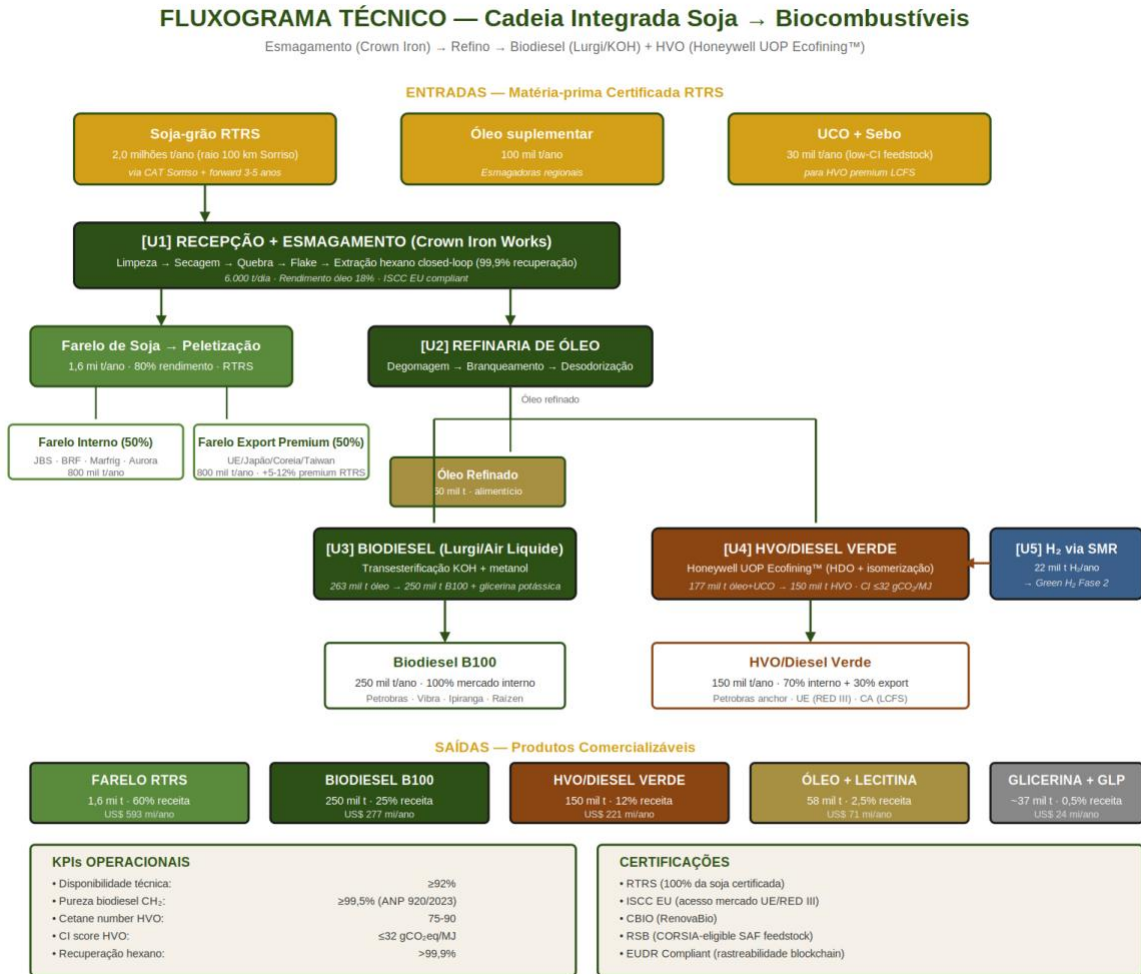 FLUXOGRAMA TÉCNICO — Cadeia Integrada Soja → Biocombustíveis
Esmagamento (Crown Iron) → Refino → Biodiesel (Lurgi/KOH) + HVO (Honeywell UOP Ecofining™)
ENTRADAS — Matéria-prima Certificada RTRS
Soja-grão RTRS
2,0 milhões t/ano (raio 100 km Sorriso)
via CAT Sorriso + forward 3-5 anos
Óleo suplementar
100 mil t/ano
Esmagadoras regionais
UCO + Sebo
30 mil t/ano (low-CI feedstock)
para HVO premium LCFS
[U1] RECEPÇÃO + ESMAGAMENTO (Crown Iron Works)
Limpeza → Secagem → Quebra → Flake → Extração hexano closed-loop (99,9% recuperação)
6.000 t/dia · Rendimento óleo 18% · ISCC EU compliant
Farelo de Soja → Peletização
1,6 mi t/ano · 80% rendimento · RTRS
[U2] REFINARIA DE ÓLEO
Degomagem → Branqueamento → Desodorização
Óleo refinado
Farelo Interno (50%)
JBS · BRF · Marfrig · Aurora
800 mil t/ano
Farelo Export Premium (50%)
UE/Japão/Coreia/Taiwan
800 mil t/ano · +5-12% premium RTRS
Óleo Refinado
0 mil t · alimentício
[U3] BIODIESEL (Lurgi/Air Liquide)
Transesterificação KOH + metanol
263 mil t óleo → 250 mil t B100 + glicerina potássica
[U4] HVO/DIESEL VERDE
Honeywell UOP Ecofining™ (HDO + isomerização)
177 mil t óleo+UCO → 150 mil t HVO · CI ≤32 gCO₂/MJ
[U5] H₂ via SMR
22 mil t H₂/ano
→ Green H₂ Fase 2
Biodiesel B100
250 mil t/ano · 100% mercado interno
Petrobras · Vibra · Ipiranga · Raízen
HVO/Diesel Verde
150 mil t/ano · 70% interno + 30% export
Petrobras anchor · UE (RED III) · CA (LCFS)
SAÍDAS — Produtos Comercializáveis
FARELO RTRS
1,6 mi t · 60% receita
US$ 593 mi/ano
BIODIESEL B100
250 mil t · 25% receita
US$ 277 mi/ano
HVO/DIESEL VERDE
150 mil t · 12% receita
US$ 221 mi/ano
ÓLEO + LECITINA
58 mil t · 2,5% receita
US$ 71 mi/ano
GLICERINA + GLP
~37 mil t · 0,5% receita
US$ 24 mi/ano
KPIs OPERACIONAIS
• Disponibilidade técnica: ≥92%
• Pureza biodiesel CH₂: ≥99,5% (ANP 920/2023)
• Cetane number HVO: 75-90
• CI score HVO: ≤32 gCO₂eq/MJ
• Recuperação hexano: >99,9%
CERTIFICAÇÕES
• RTRS (100% da soja certificada)
• ISCC EU (acesso mercado UE/RED III)
• CBIO (RenovaBio)
• RSB (CORSIA-eligible SAF feedstock)
• EUDR Compliant (rastreabilidade blockchain)